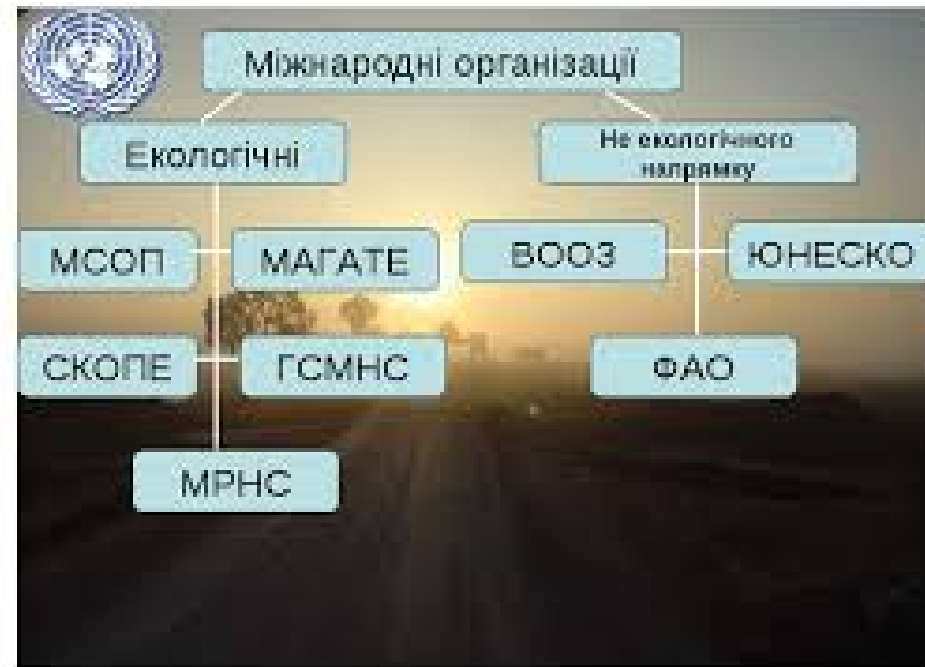 Міжнародні організації
Екологічні
Не екологічного
напрямку
МСОП
МАГАТЕ
ВООЗ
ЮНЕСКО
СКОПЕ
ГСМНС
ФАО
МРНС